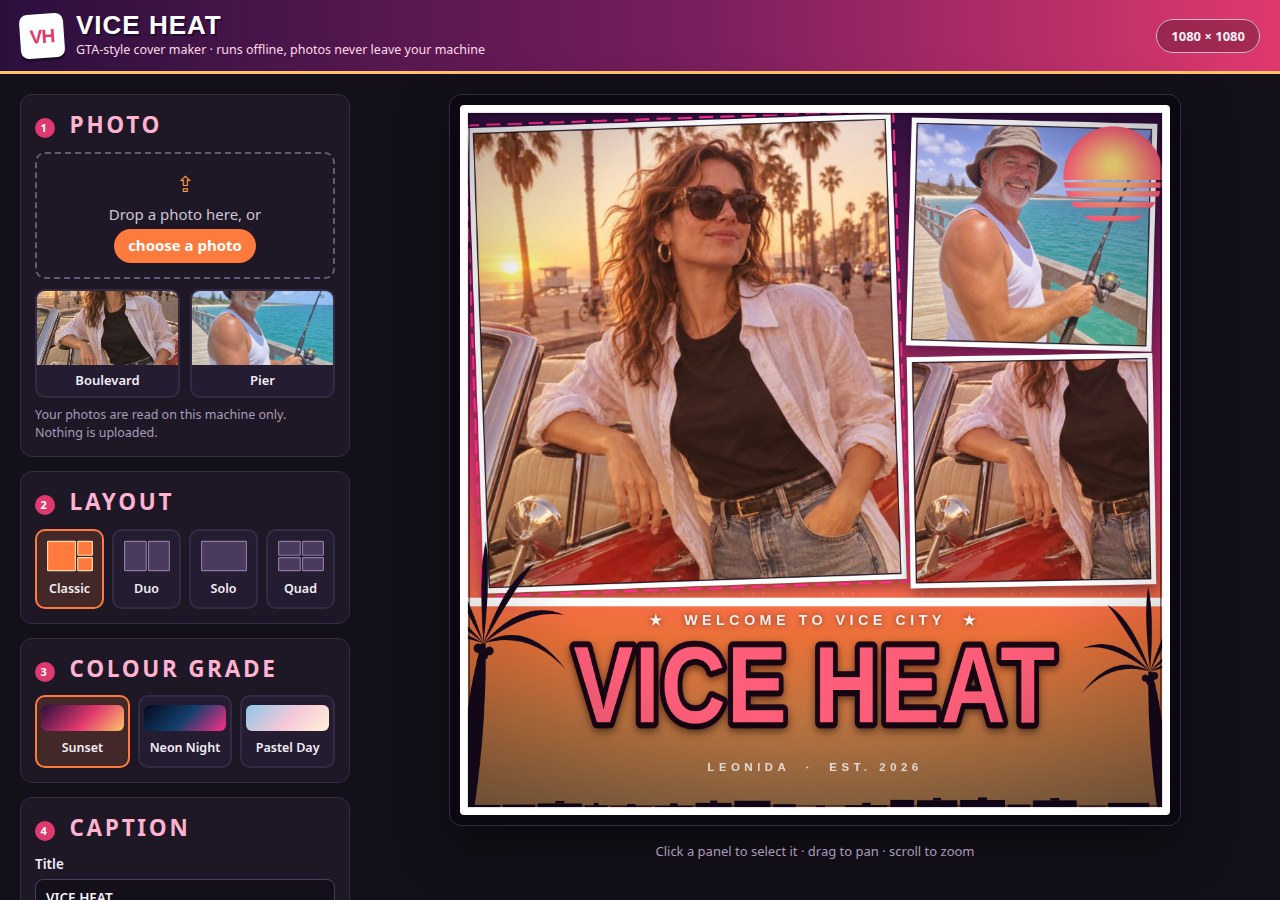 VH
VICE HEAT
GTA-style cover maker · runs offline, photos never leave your machine
1080 × 1080
1 PHOTO
Drop a photo here, or
choose a photo
Boulevard
Pier
Your photos are read on this machine only.
Nothing is uploaded.
2 LAYOUT
Classic
Duo
Solo
Quad
3 COLOUR GRADE
Sunset
Neon Night
Pastel Day
4 CAPTION
Title
VICE HEAT
★ WELCOME TO VICE CITY ★
VICE HEAT
LEONIDA · EST. 2026
Click a panel to select it · drag to pan · scroll to zoom